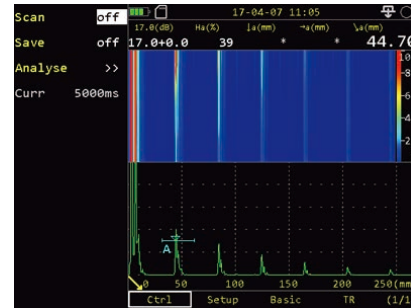 Scan off
Save off
Analyse >>
Curr 5000ms
17-04-07 11:05
17.0(dB) Ha(%) ↓a(mm) →a(mm) ↘a(mm)
17.0+0.0 39 * * 44.70
10
8
6
4
2
A
0 50 100 150 200 250(mm
Ctrl Setup Basic TR (1/1